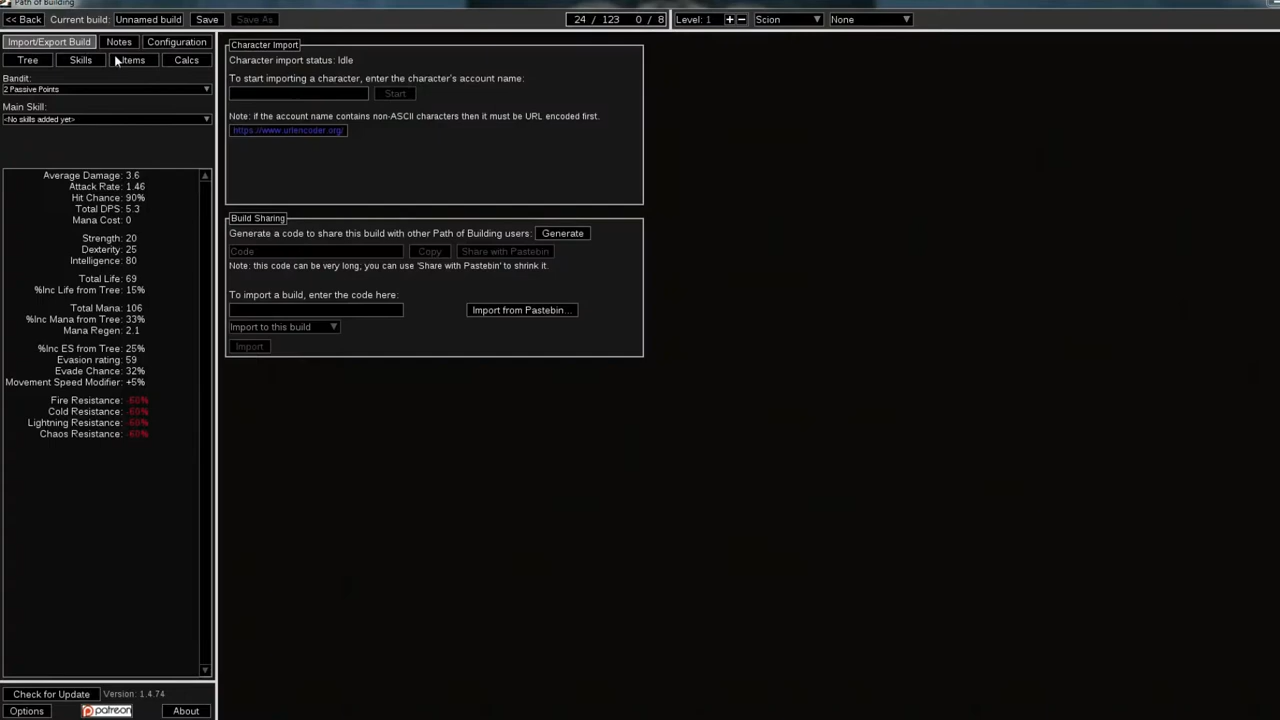 Path of Building
<< Back Current build: Unnamed build Save Save As 24 / 123 0 / 8 Level: 1 + - Scion None
Import/Export Build Notes Configuration
Tree Skills Items Calcs
Bandit:
2 Passive Points
Main Skill:
<No skills added yet>
Average Damage: 3.6
Attack Rate: 1.46
Hit Chance: 90%
Total DPS: 5.3
Mana Cost: 0
Strength: 20
Dexterity: 25
Intelligence: 80
Total Life: 69
%Inc Life from Tree: 15%
Total Mana: 106
%Inc Mana from Tree: 33%
Mana Regen: 2.1
%Inc ES from Tree: 25%
Evasion rating: 59
Evade Chance: 32%
Movement Speed Modifier: +5%
Fire Resistance: -60%
Cold Resistance: -60%
Lightning Resistance: -60%
Chaos Resistance: -60%
Check for Update Version: 1.4.74
Options patreon About
Character Import
Character import status: Idle
To start importing a character, enter the character's account name:
Start
Note: if the account name contains non-ASCII characters then it must be URL encoded first.
https://www.urlencoder.org/
Build Sharing
Generate a code to share this build with other Path of Building users: Generate
Code Copy Share with Pastebin
Note: this code can be very long; you can use 'Share with Pastebin' to shrink it.
To import a build, enter the code here:
Import from Pastebin...
Import to this build
Import